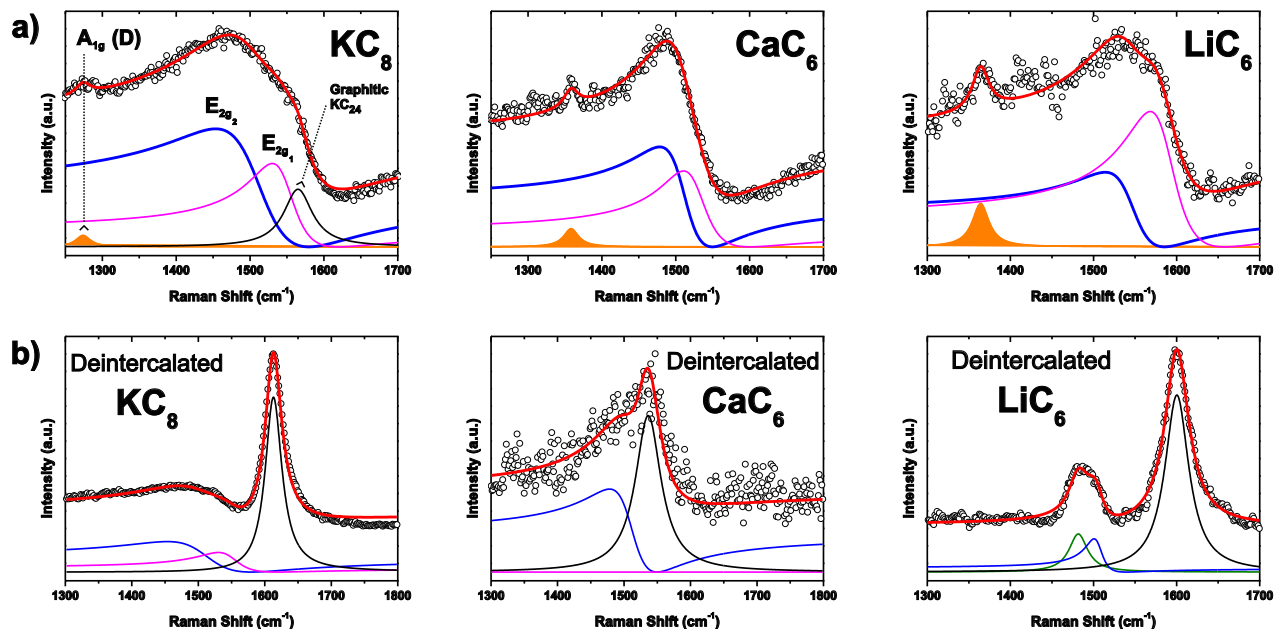 a)
A1g (D)
KC8
Graphitic
KC24
E2g2
E2g1
Intensity (a.u.)
1300 1400 1500 1600 1700
Raman Shift (cm-1)
CaC6
Intensity (a.u.)
1300 1400 1500 1600 1700
Raman Shift (cm-1)
LiC6
Intensity (a.u.)
1300 1400 1500 1600 1700
Raman Shift (cm-1)
b)
Deintercalated
KC8
Intensity (a.u.)
1300 1400 1500 1600 1700 1800
Raman Shift (cm-1)
Deintercalated
CaC6
Intensity (a.u.)
1300 1400 1500 1600 1700 1800
Raman Shift (cm-1)
Deintercalated
LiC6
Intensity (a.u.)
1300 1400 1500 1600 1700
Raman Shift (cm-1)